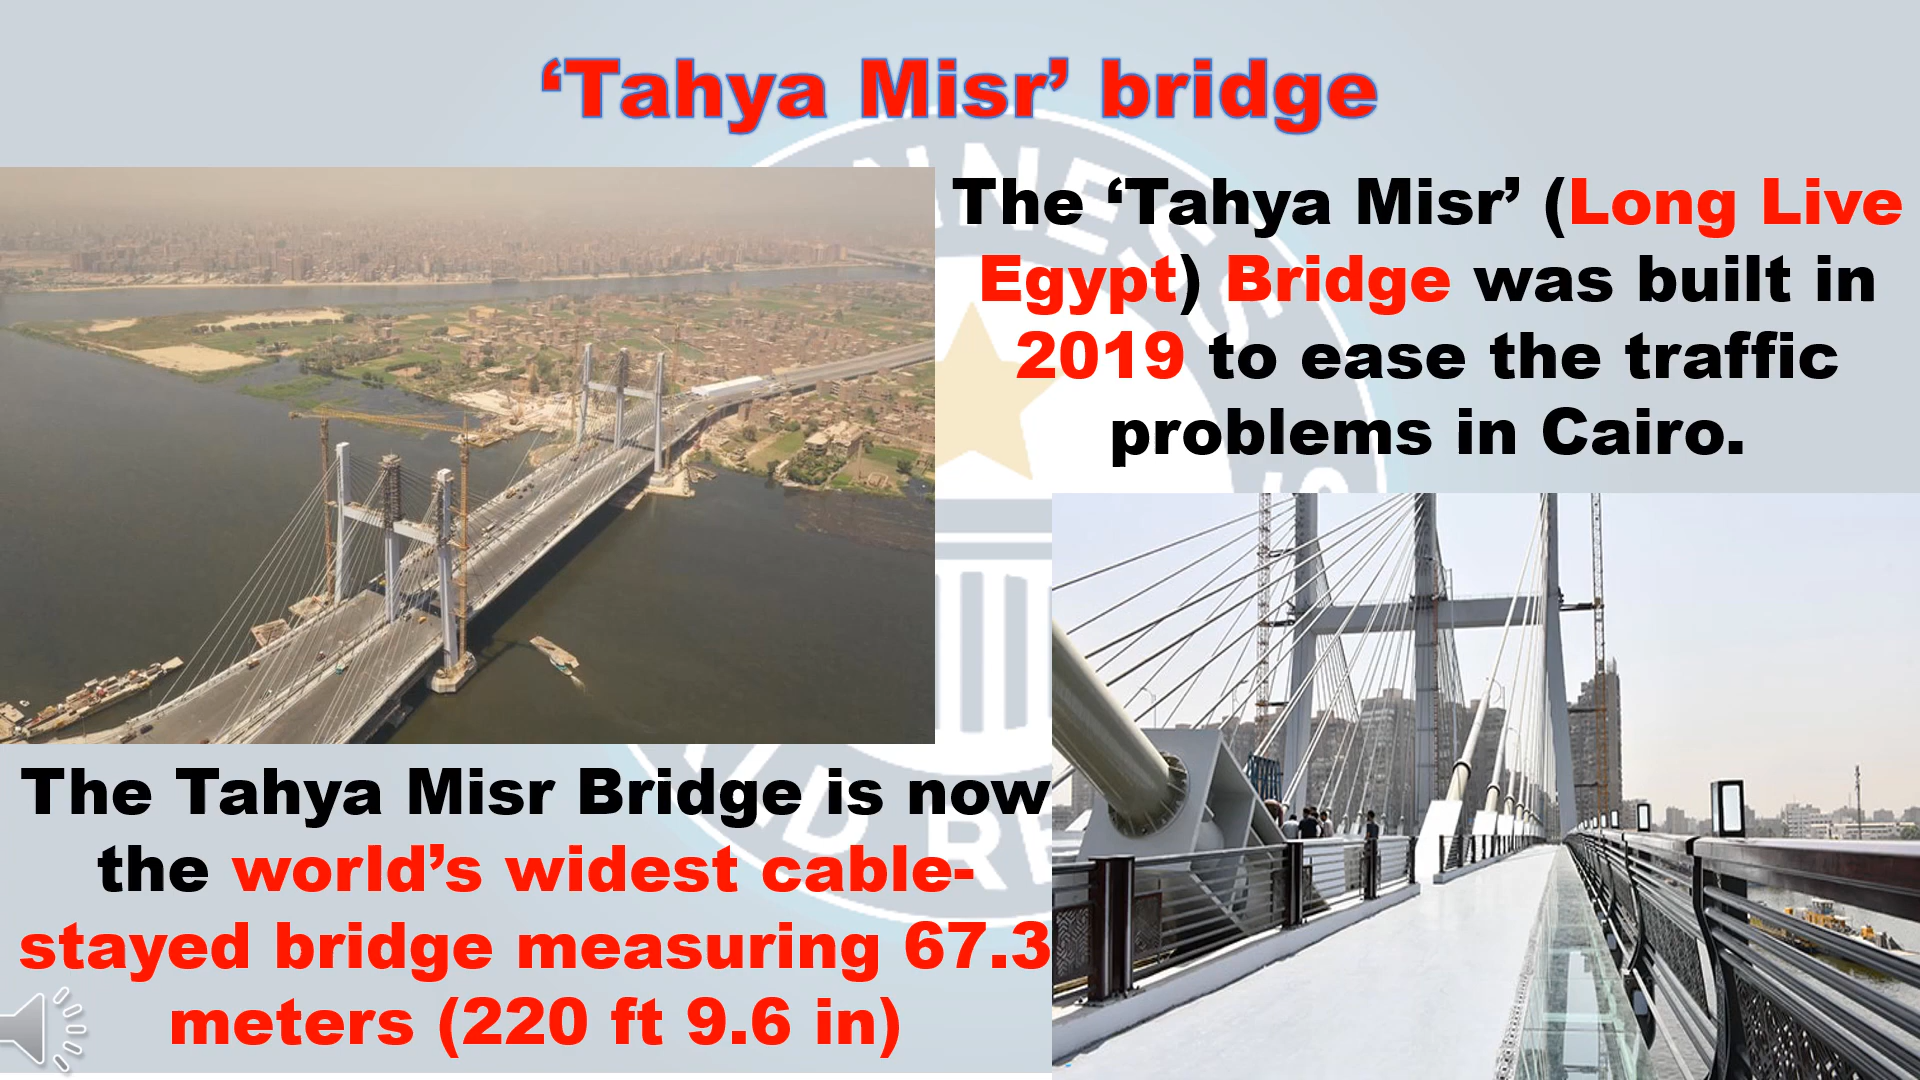 ‘Tahya Misr’ bridge
The ‘Tahya Misr’ (Long Live
Egypt) Bridge was built in
2019 to ease the traffic
problems in Cairo.
The Tahya Misr Bridge is now
the world’s widest cable-
stayed bridge measuring 67.3
meters (220 ft 9.6 in)